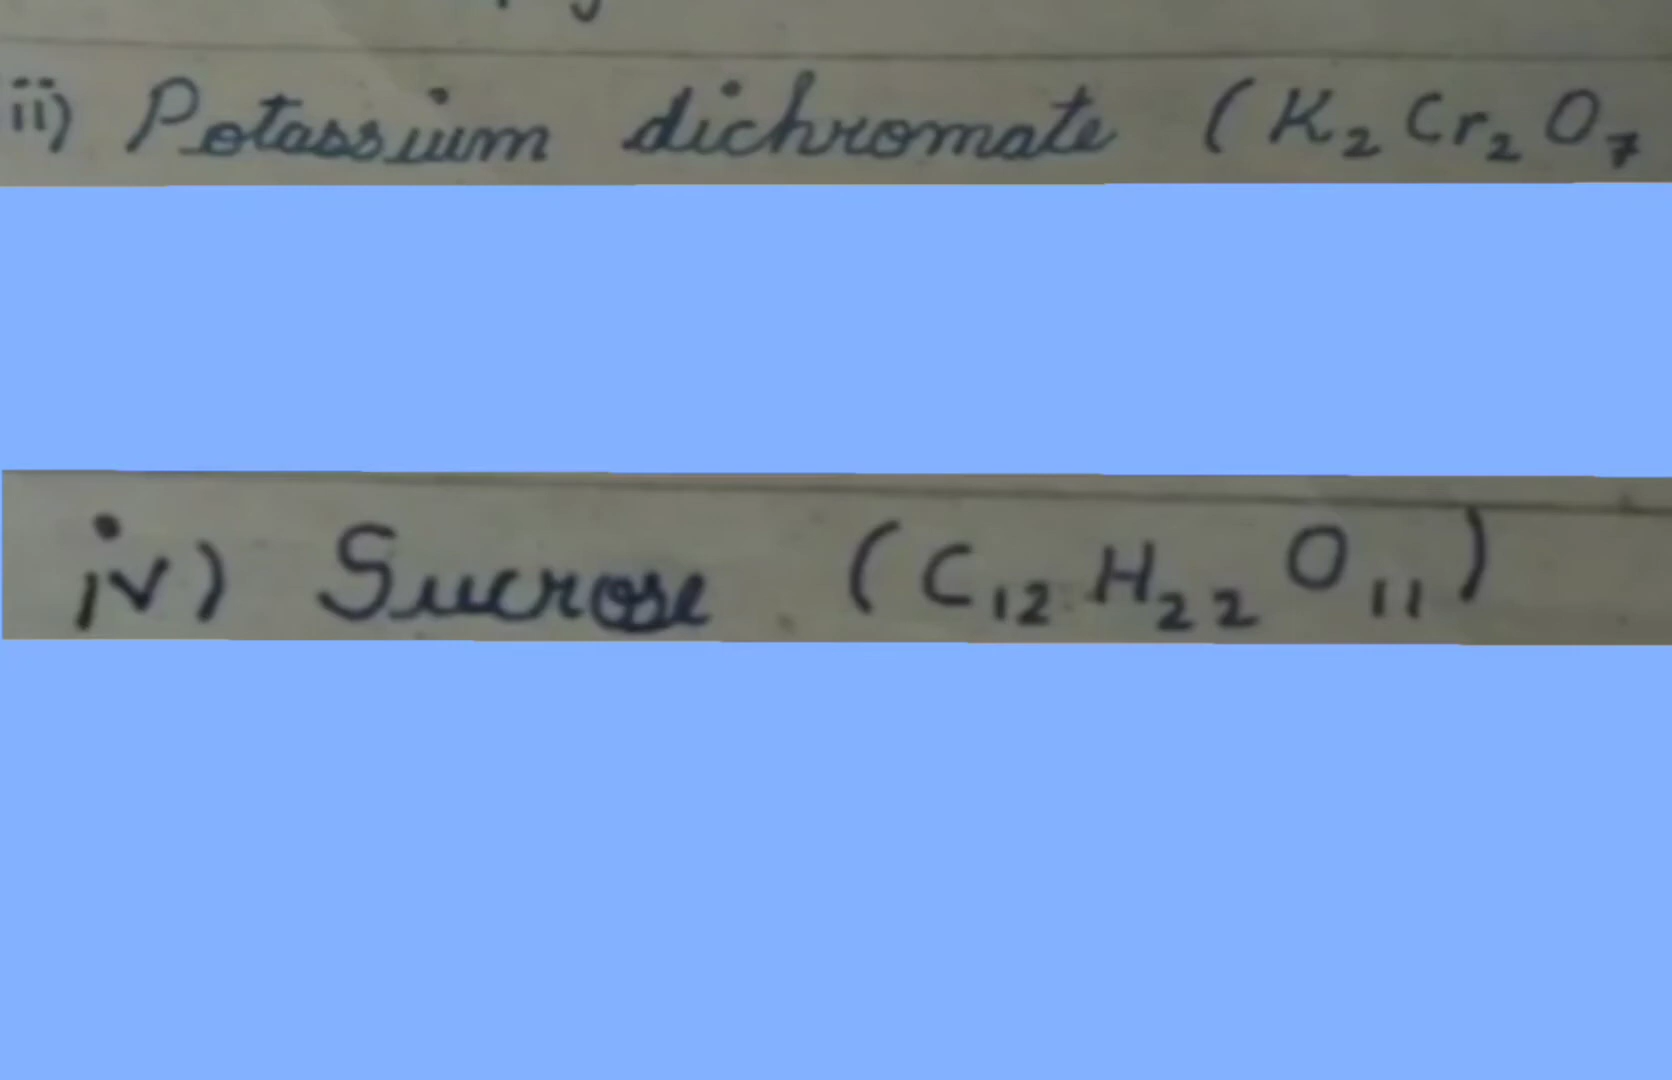 ii) Potassium dichromate (K₂Cr₂O₇
iv) Sucrose (C₁₂H₂₂O₁₁)